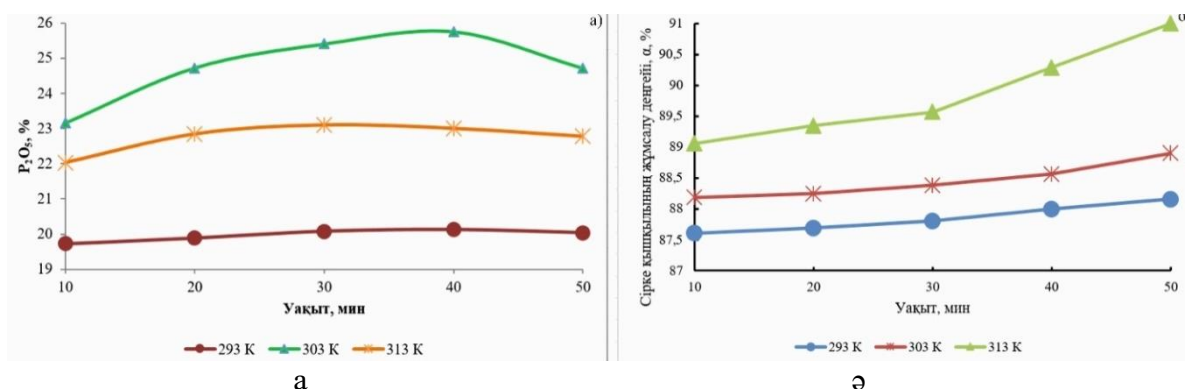 а)
P₂O₅, %
26
25
24
23
22
21
20
19
10 20 30 40 50
Уақыт, мин
293 K 303 K 313 K
а
Сірке қышқылының жұмсалу деңгейі, α, %
91
90,5
90
89,5
89
88,5
88
87,5
87
10 20 30 40 50
Уақыт, мин
293 K 303 K 313 K
ә